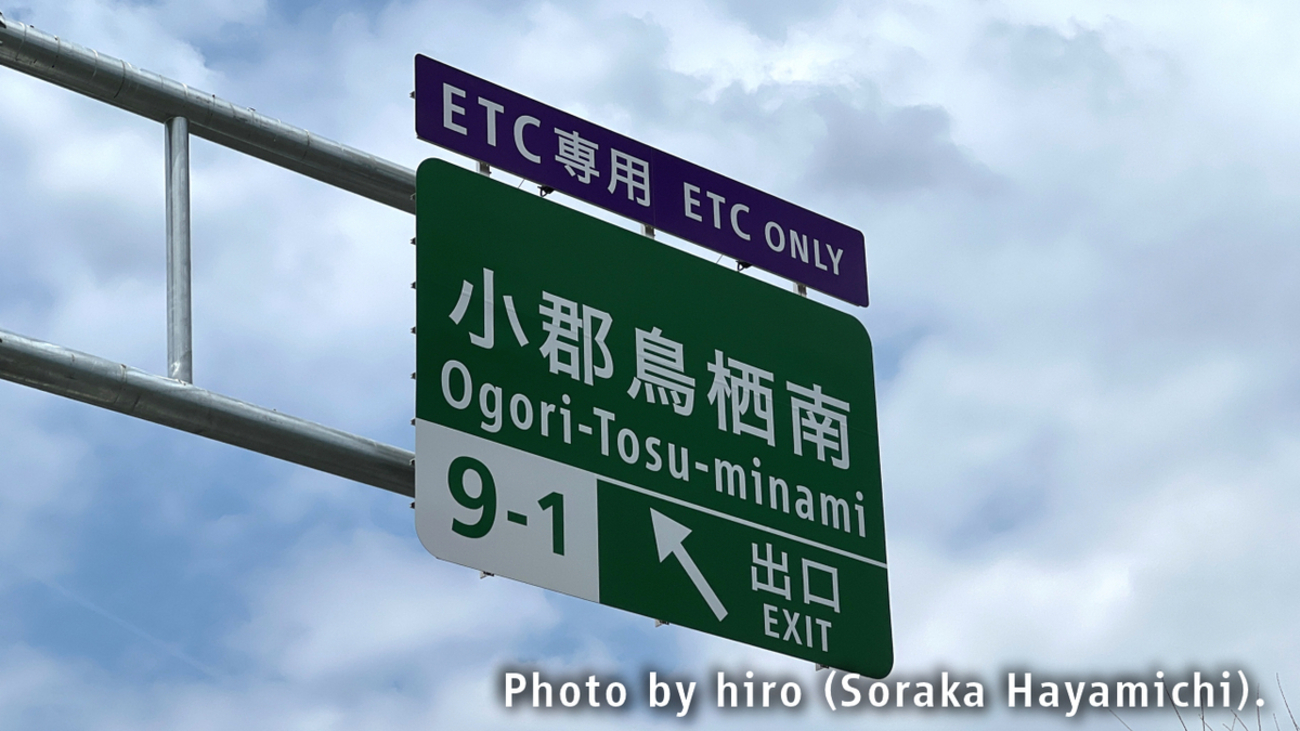 ETC専用 ETC ONLY
小郡鳥栖南
Ogori-Tosu-minami
9-1
出口
EXIT
Photo by hiro (Soraka Hayamichi).